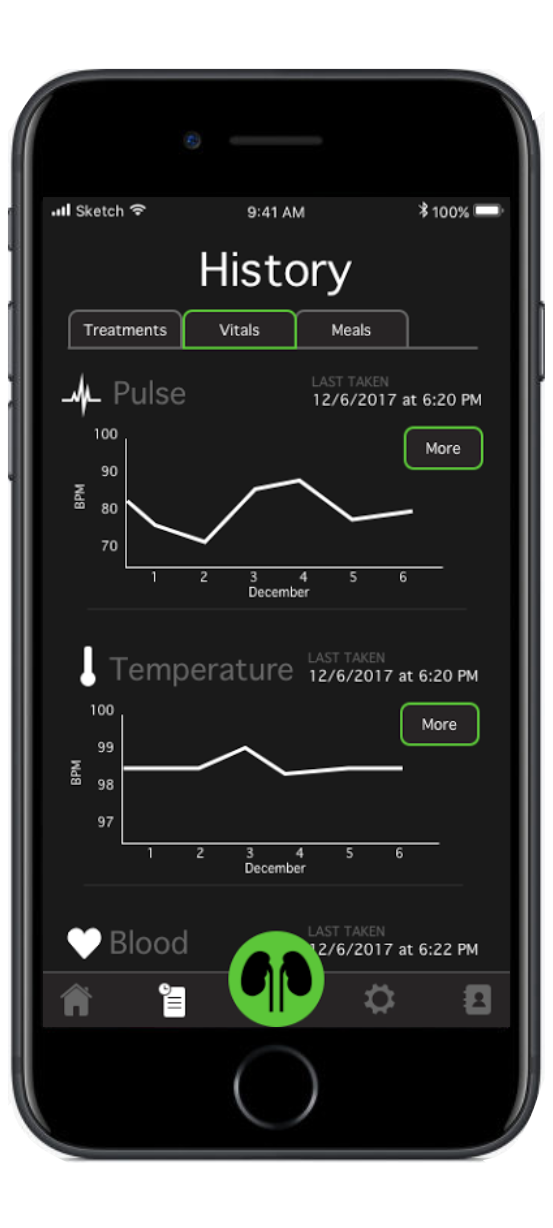 Sketch 9:41 AM 100%
History
Treatments Vitals Meals
Pulse
LAST TAKEN
12/6/2017 at 6:20 PM
More
100
90
80
70
BPM
1 2 3 4 5 6
December
Temperature
LAST TAKEN
12/6/2017 at 6:20 PM
More
100
99
98
97
BPM
1 2 3 4 5 6
December
Blood
LAST TAKEN
12/6/2017 at 6:22 PM